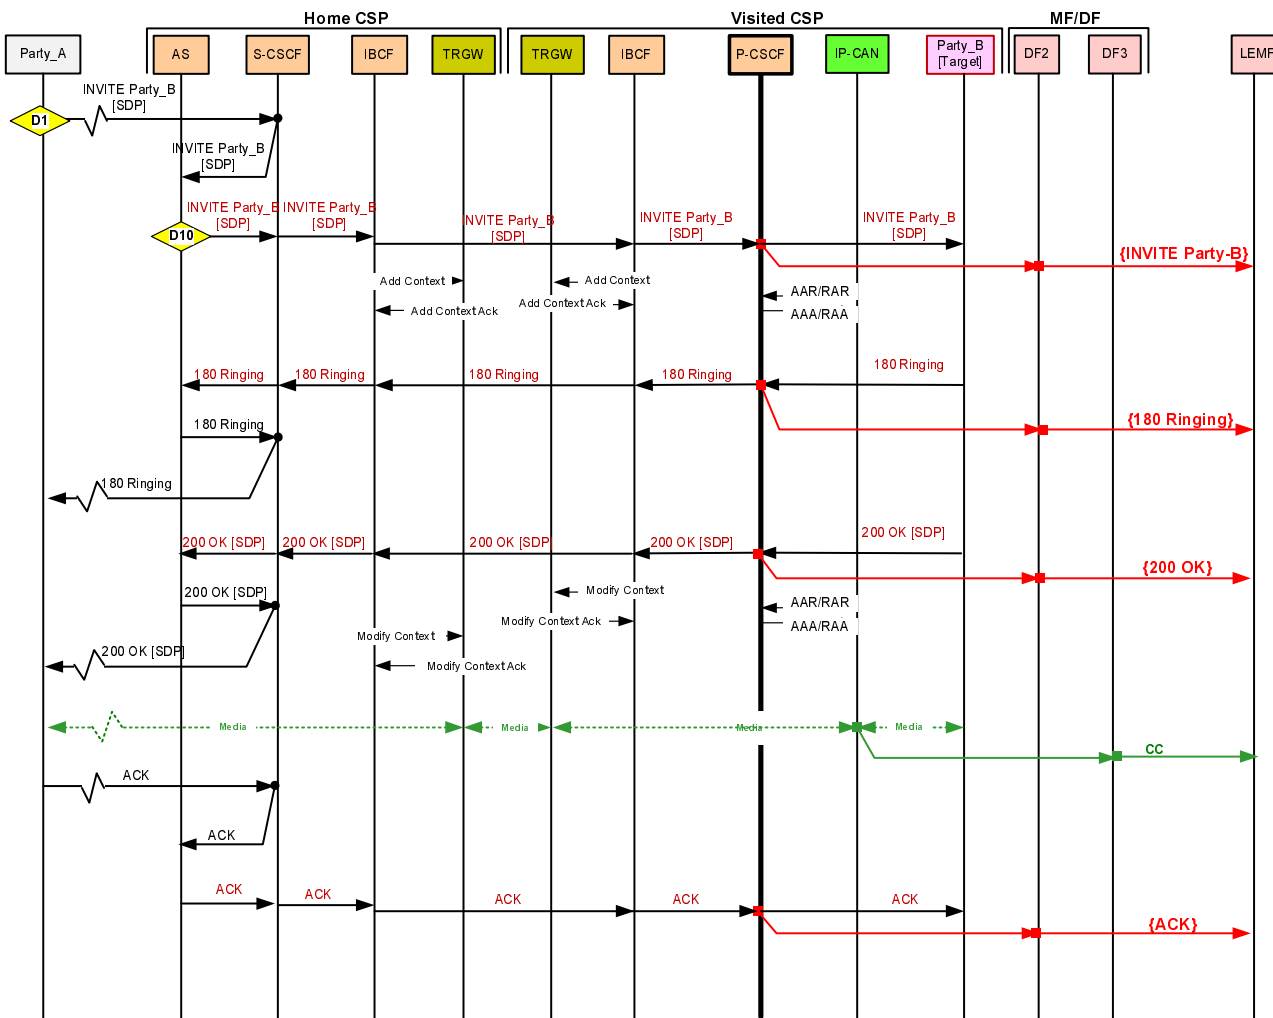 Home CSP
Visited CSP
MF/DF
Party_A
AS
S-CSCF
IBCF
TRGW
TRGW
IBCF
P-CSCF
IP-CAN
Party_B
[Target]
DF2
DF3
LEMF
INVITE Party_B
[SDP]
D1
INVITE Party_B
[SDP]
D10
INVITE Party_B
[SDP]
INVITE Party_B
[SDP]
NVITE Party_B
[SDP]
INVITE Party_B
[SDP]
INVITE Party_B
[SDP]
{INVITE Party-B}
Add Context
Add Context
AAR/RAR
Add Context Ack
Add Context Ack
AAA/RAA
180 Ringing
180 Ringing
180 Ringing
180 Ringing
180 Ringing
{180 Ringing}
180 Ringing
180 Ringing
200 OK [SDP]
200 OK [SDP]
200 OK [SDP]
200 OK [SDP]
200 OK [SDP]
{200 OK}
200 OK [SDP]
Modify Context
AAR/RAR
Modify Context Ack
AAA/RAA
Modify Context
200 OK [SDP]
Modify Context Ack
Media
Media
Media
Media
CC
ACK
ACK
ACK
ACK
ACK
ACK
ACK
{ACK}